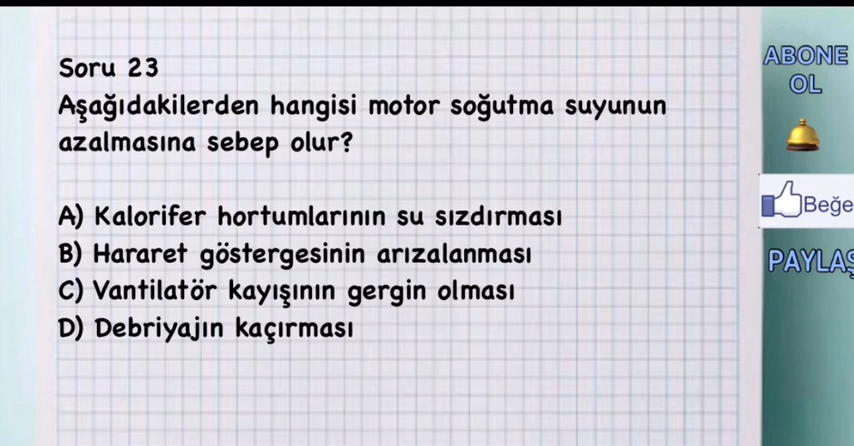 Soru 23
Aşağıdakilerden hangisi motor soğutma suyunun
azalmasına sebep olur?
A) Kalorifer hortumlarının su sızdırması
B) Hararet göstergesinin arızalanması
C) Vantilatör kayışının gergin olması
D) Debriyajın kaçırması
ABONE
OL
Beğe
PAYLAŞ